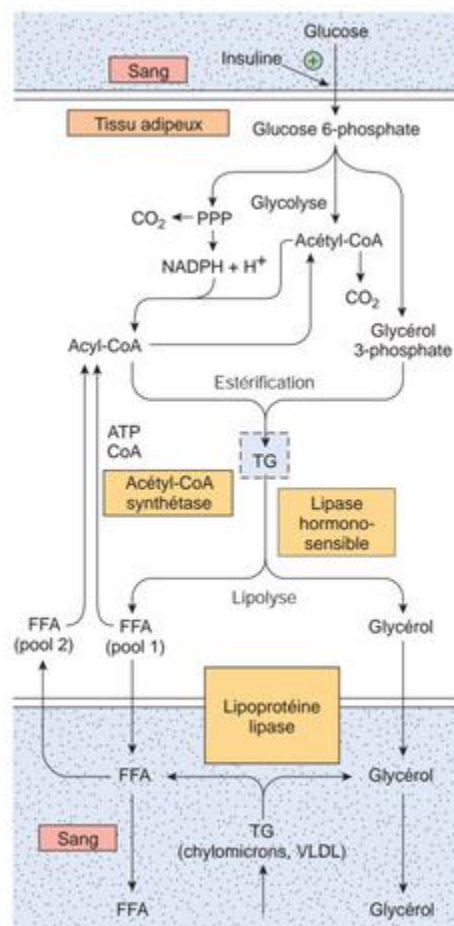 Glucose
Insuline
+
Sang
Tissu adipeux
Glucose 6-phosphate
Glycolyse
CO2 PPP
Acétyl-CoA
NADPH + H+
CO2
Acyl-CoA
Glycérol
3-phosphate
Estérification
ATP
CoA
TG
Acétyl-CoA
synthétase
Lipase
hormono-
sensible
Lipolyse
FFA
(pool 2)
FFA
(pool 1)
Glycérol
Lipoprotéine
lipase
FFA
Glycérol
Sang
TG
(chylomicrons, VLDL)
FFA
Glycérol